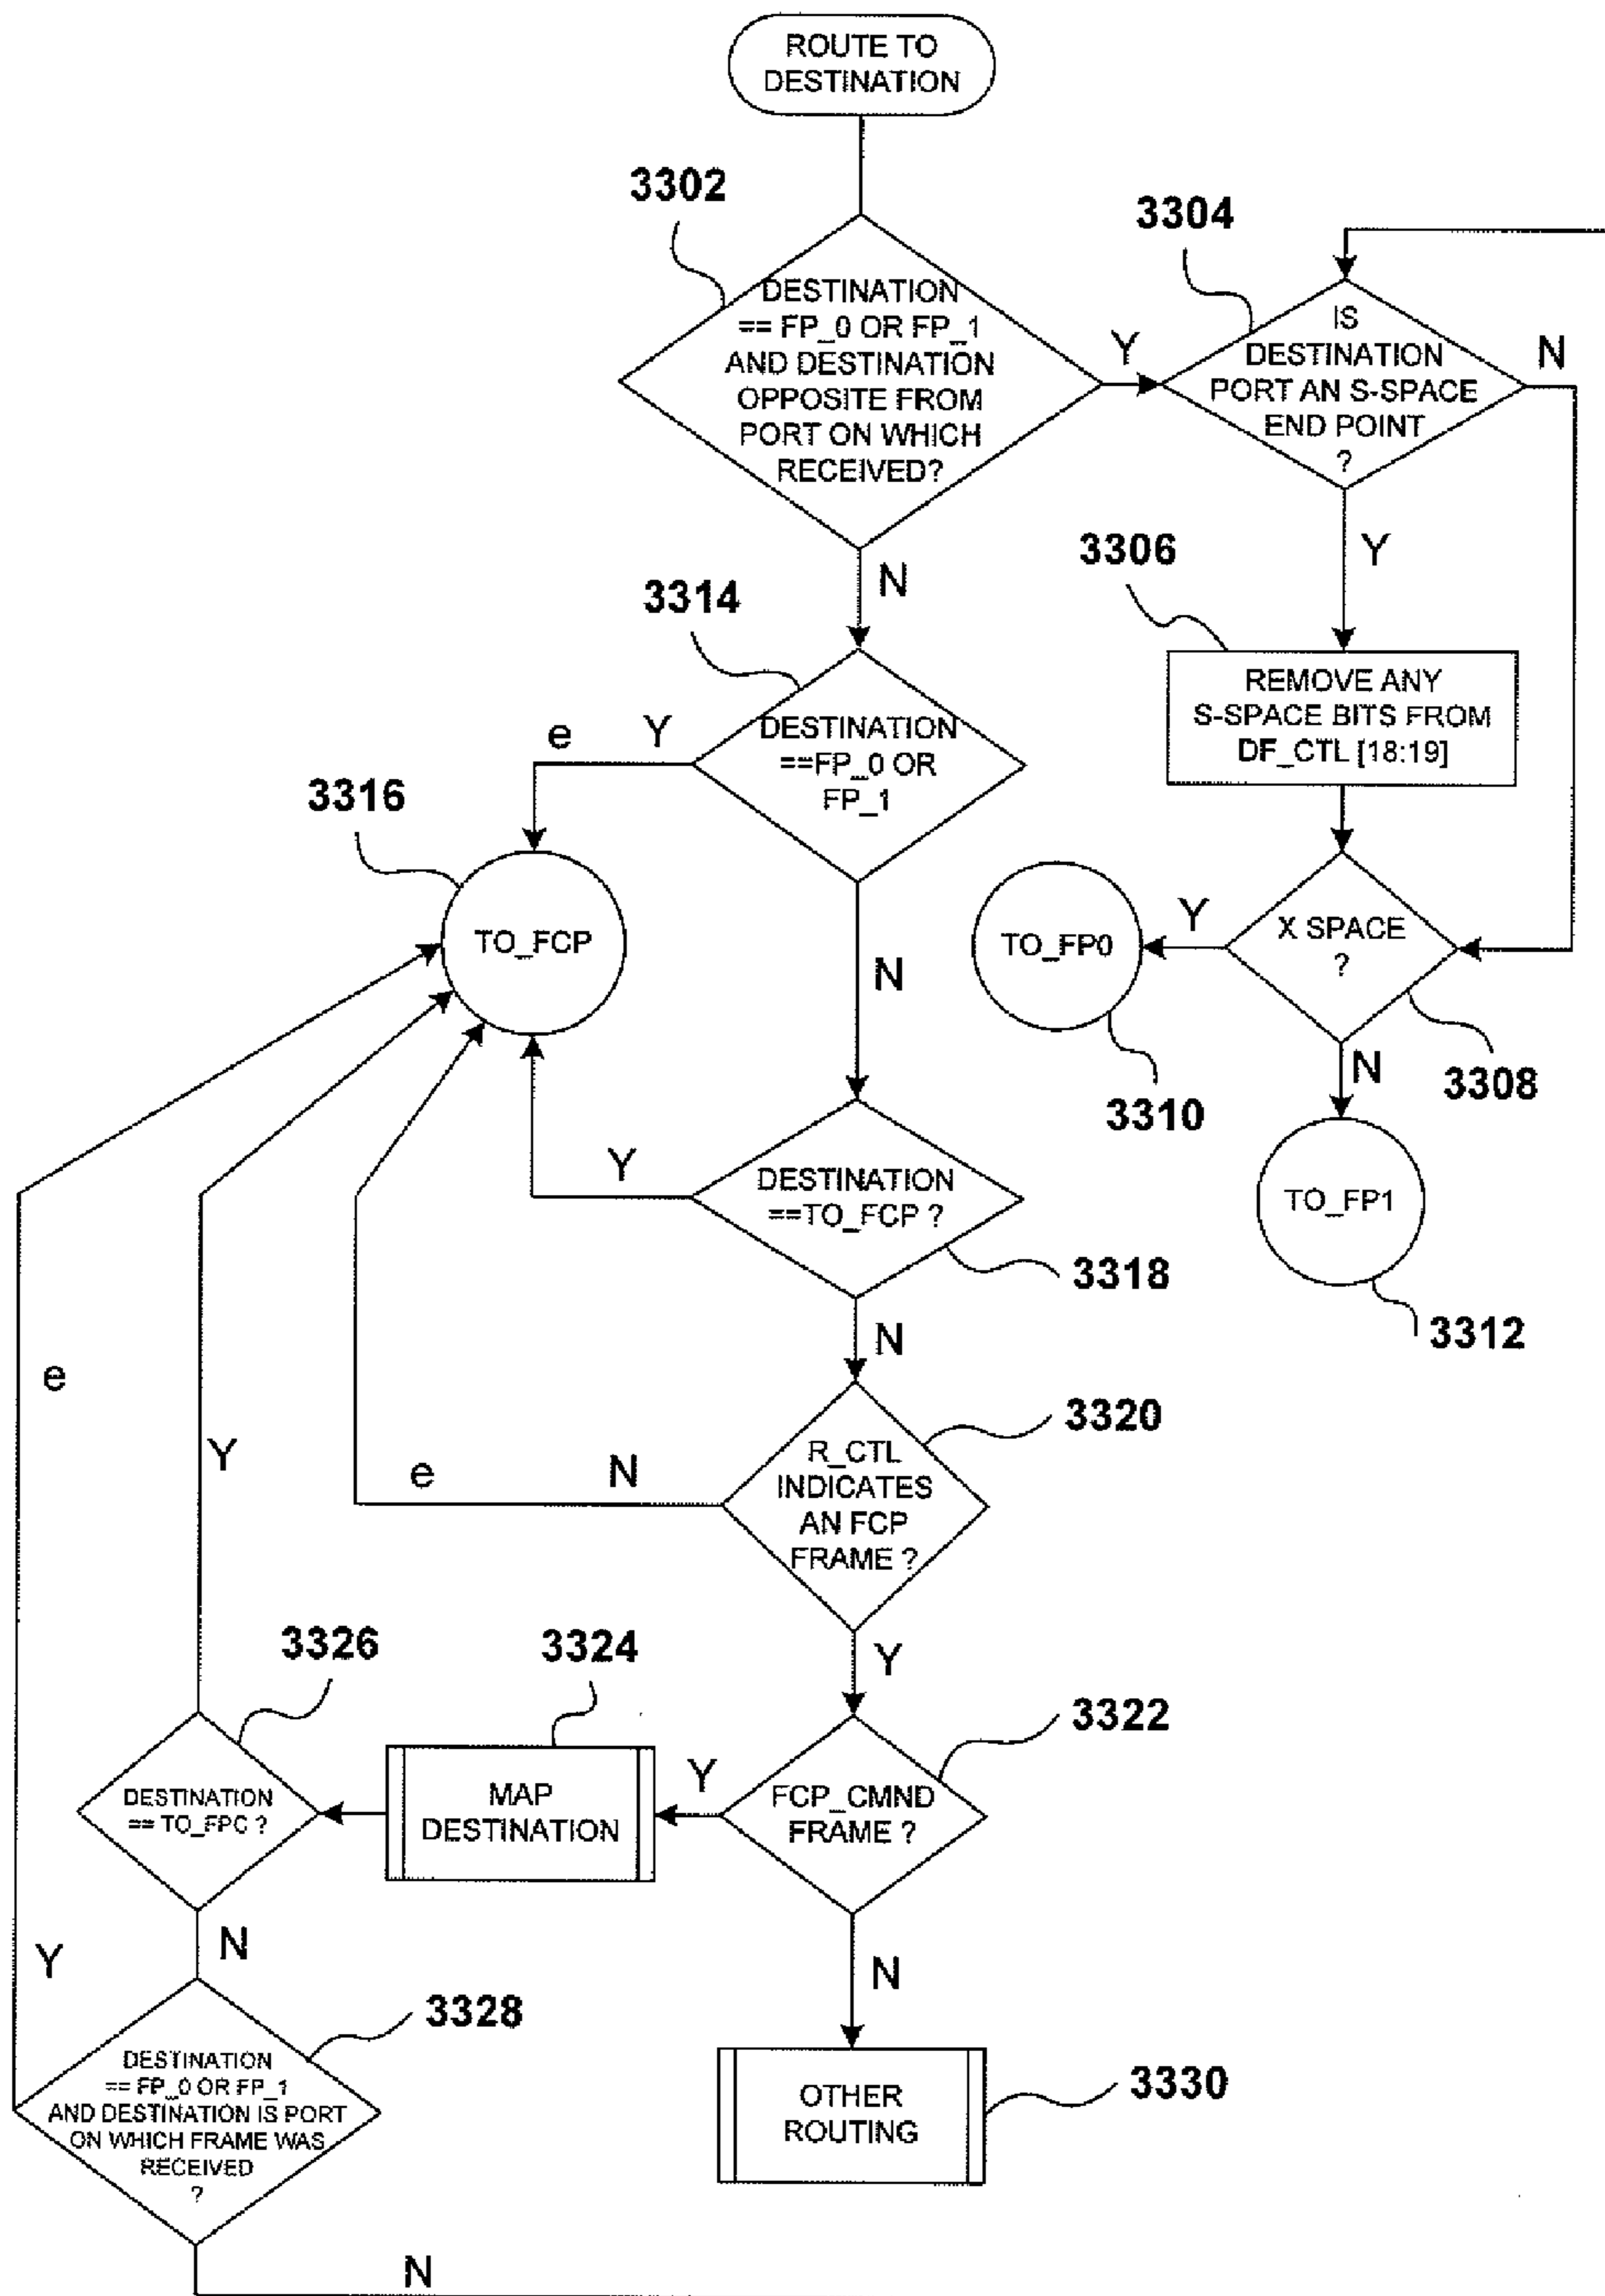 ROUTE TO
DESTINATION
3302
3304
DESTINATION
== FP_0 OR FP_1
AND DESTINATION
OPPOSITE FROM
PORT ON WHICH
RECEIVED?
Y
IS
DESTINATION
PORT AN S-SPACE
END POINT
?
N
N
Y
3306
3314
REMOVE ANY
S-SPACE BITS FROM
DF_CTL [18:19]
DESTINATION
==FP_0 OR
FP_1
e
Y
3316
TO_FCP
TO_FP0
Y
X SPACE
?
N
N
3308
3310
DESTINATION
==TO_FCP ?
Y
TO_FP1
3318
3312
N
e
3320
R_CTL
INDICATES
AN FCP
FRAME ?
Y
e
N
3326
3324
Y
3322
DESTINATION
== TO_FPC ?
MAP
DESTINATION
Y
FCP_CMND
FRAME ?
N
Y
N
3328
DESTINATION
== FP_0 OR FP_1
AND DESTINATION IS PORT
ON WHICH FRAME WAS
RECEIVED
?
OTHER
ROUTING
3330
N